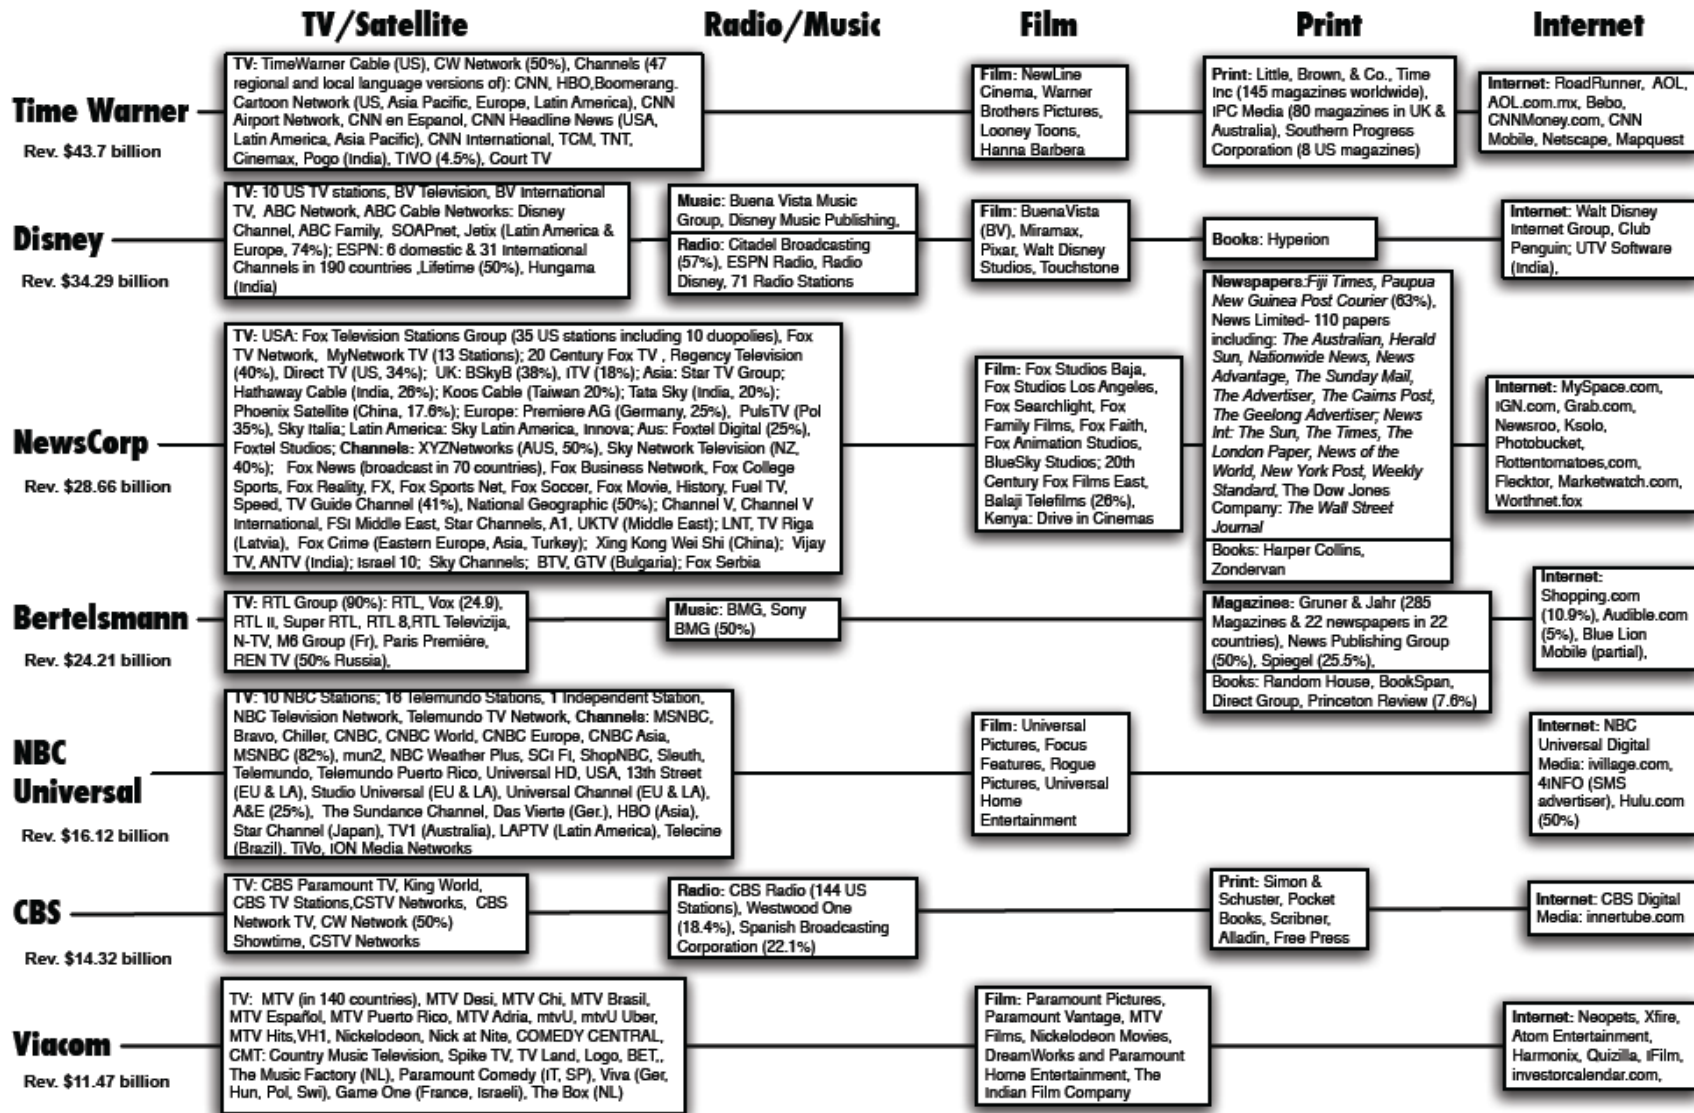 TV/Satellite
Radio/Music
Film
Print
Internet
Time Warner
Rev. $43.7 billion
TV: TimeWarner Cable (US), CW Network (50%), Channels (47
regional and local language versions of): CNN, HBO,Boomerang.
Cartoon Network (US, Asia Pacific, Europe, Latin America), CNN
Airport Network, CNN en Espanol, CNN Headline News (USA,
Latin America, Asia Pacific), CNN International, TCM, TNT,
Cinemax, Pogo (India), TIVO (4.5%), Court TV
Film: NewLine
Cinema, Warner
Brothers Pictures,
Looney Toons,
Hanna Barbera
Print: Little, Brown, & Co., Time
Inc (145 magazines worldwide),
IPC Media (80 magazines in UK &
Australia), Southern Progress
Corporation (8 US magazines)
Internet: RoadRunner, AOL,
AOL.com.mx, Bebo,
CNNMoney.com, CNN
Mobile, Netscape, Mapquest
Disney
Rev. $34.29 billion
TV: 10 US TV stations, BV Television, BV International
TV, ABC Network, ABC Cable Networks: Disney
Channel, ABC Family, SOAPnet, Jetix (Latin America &
Europe, 74%); ESPN: 6 domestic & 31 International
Channels in 190 countries ,Lifetime (50%), Hungama
(India)
Music: Buena Vista Music
Group, Disney Music Publishing,
Radio: Citadel Broadcasting
(57%), ESPN Radio, Radio
Disney, 71 Radio Stations
Film: BuenaVista
(BV), Miramax,
Pixar, Walt Disney
Studios, Touchstone
Books: Hyperion
Internet: Walt Disney
Internet Group, Club
Penguin; UTV Software
(India),
NewsCorp
Rev. $28.66 billion
TV: USA: Fox Television Stations Group (35 US stations including 10 duopolies), Fox
TV Network, MyNetwork TV (13 Stations); 20 Century Fox TV , Regency Television
(40%), Direct TV (US, 34%); UK: BSkyB (38%), ITV (18%); Asia: Star TV Group;
Hathaway Cable (India, 26%); Koos Cable (Taiwan 20%); Tata Sky (India, 20%);
Phoenix Satellite (China, 17.6%); Europe: Premiere AG (Germany, 25%), PulsTV (Pol
35%), Sky Italia; Latin America: Sky Latin America, Innova; Aus: Foxtel Digital (25%),
Foxtel Studios; Channels: XYZNetworks (AUS, 50%), Sky Network Television (NZ,
40%); Fox News (broadcast in 70 countries), Fox Business Network, Fox College
Sports, Fox Reality, FX, Fox Sports Net, Fox Soccer, Fox Movie, History, Fuel TV,
Speed, TV Guide Channel (41%), National Geographic (50%); Channel V, Channel V
International, FSI Middle East, Star Channels, A1, UKTV (Middle East); LNT, TV Riga
(Latvia), Fox Crime (Eastern Europe, Asia, Turkey); Xing Kong Wei Shi (China); Vijay
TV, ANTV (India); Israel 10; Sky Channels; BTV, GTV (Bulgaria); Fox Serbia
Film: Fox Studios Baja,
Fox Studios Los Angeles,
Fox Searchlight, Fox
Family Films, Fox Faith,
Fox Animation Studios,
BlueSky Studios; 20th
Century Fox Films East,
Balaji Telefilms (26%),
Kenya: Drive in Cinemas
Newspapers:Fiji Times, Paupua
New Guinea Post Courier (63%),
News Limited- 110 papers
including: The Australian, Herald
Sun, Nationwide News, News
Advantage, The Sunday Mail,
The Advertiser, The Cairns Post,
The Geelong Advertiser; News
Int: The Sun, The Times, The
London Paper, News of the
World, New York Post, Weekly
Standard, The Dow Jones
Company: The Wall Street
Journal
Books: Harper Collins,
Zondervan
Internet: MySpace.com,
IGN.com, Grab.com,
Newsroo, Ksolo,
Photobucket,
Rottentomatoes,com,
Flecktor, Marketwatch.com,
Worthnet.fox
Bertelsmann
Rev. $24.21 billion
TV: RTL Group (90%): RTL, Vox (24.9),
RTL II, Super RTL, RTL 8,RTL Televizija,
N-TV, M6 Group (Fr), Paris Première,
REN TV (50% Russia),
Music: BMG, Sony
BMG (50%)
Magazines: Gruner & Jahr (285
Magazines & 22 newspapers in 22
countries), News Publishing Group
(50%), Spiegel (25.5%),
Books: Random House, BookSpan,
Direct Group, Princeton Review (7.6%)
Internet:
Shopping.com
(10.9%), Audible.com
(5%), Blue Lion
Mobile (partial),
NBC
Universal
Rev. $16.12 billion
TV: 10 NBC Stations; 16 Telemundo Stations, 1 Independent Station,
NBC Television Network, Telemundo TV Network, Channels: MSNBC,
Bravo, Chiller, CNBC, CNBC World, CNBC Europe, CNBC Asia,
MSNBC (82%), mun2, NBC Weather Plus, SCI FI, ShopNBC, Sleuth,
Telemundo, Telemundo Puerto Rico, Universal HD, USA, 13th Street
(EU & LA), Studio Universal (EU & LA), Universal Channel (EU & LA),
A&E (25%), The Sundance Channel, Das Vierte (Ger.), HBO (Asia),
Star Channel (Japan), TV1 (Australia), LAPTV (Latin America), Telecine
(Brazil). TiVo, ION Media Networks
Film: Universal
Pictures, Focus
Features, Rogue
Pictures, Universal
Home
Entertainment
Internet: NBC
Universal Digital
Media: ivillage.com,
4INFO (SMS
advertiser), Hulu.com
(50%)
CBS
Rev. $14.32 billion
TV: CBS Paramount TV, King World,
CBS TV Stations,CSTV Networks, CBS
Network TV, CW Network (50%)
Showtime, CSTV Networks
Radio: CBS Radio (144 US
Stations), Westwood One
(18.4%), Spanish Broadcasting
Corporation (22.1%)
Print: Simon &
Schuster, Pocket
Books, Scribner,
Alladin, Free Press
Internet: CBS Digital
Media: innertube.com
Viacom
Rev. $11.47 billion
TV: MTV (in 140 countries), MTV Desi, MTV Chi, MTV Brasil,
MTV Español, MTV Puerto Rico, MTV Adria, mtvU, mtvU Uber,
MTV Hits,VH1, Nickelodeon, Nick at Nite, COMEDY CENTRAL,
CMT: Country Music Television, Spike TV, TV Land, Logo, BET,,
The Music Factory (NL), Paramount Comedy (IT, SP), Viva (Ger,
Hun, Pol, Swi), Game One (France, Israeli), The Box (NL)
Film: Paramount Pictures,
Paramount Vantage, MTV
Films, Nickelodeon Movies,
DreamWorks and Paramount
Home Entertainment, The
Indian Film Company
Internet: Neopets, Xfire,
Atom Entertainment,
Harmonix, Quizilla, IFilm,
investorcalendar.com,